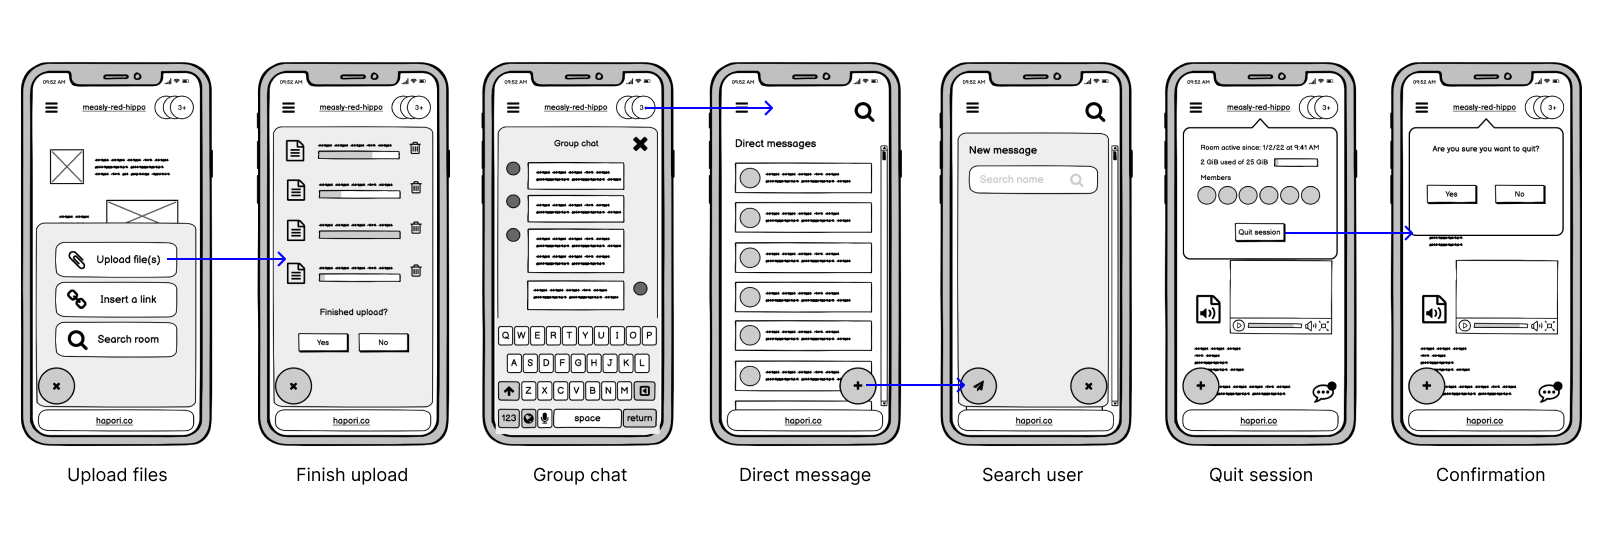 09:52 AM
measly-red-hippo
3+
Upload file(s)
Insert a link
Search room
hapori.co
Upload files
09:52 AM
measly-red-hippo
3+
Finished upload?
Yes No
hapori.co
Finish upload
09:52 AM
measly-red-hippo
3+
Group chat
Q W E R T Y U I O P
A S D F G H J K L
Z X C V B N M
123 space return
Group chat
09:52 AM
Direct messages
hapori.co
Direct message
09:52 AM
New message
Search name
hapori.co
Search user
09:52 AM
measly-red-hippo
3+
Room active since: 1/2/22 at 9:41 AM
2 GiB used of 25 GiB
Members
Quit session
hapori.co
Quit session
09:52 AM
measly-red-hippo
3+
Are you sure you want to quit?
Yes No
hapori.co
Confirmation